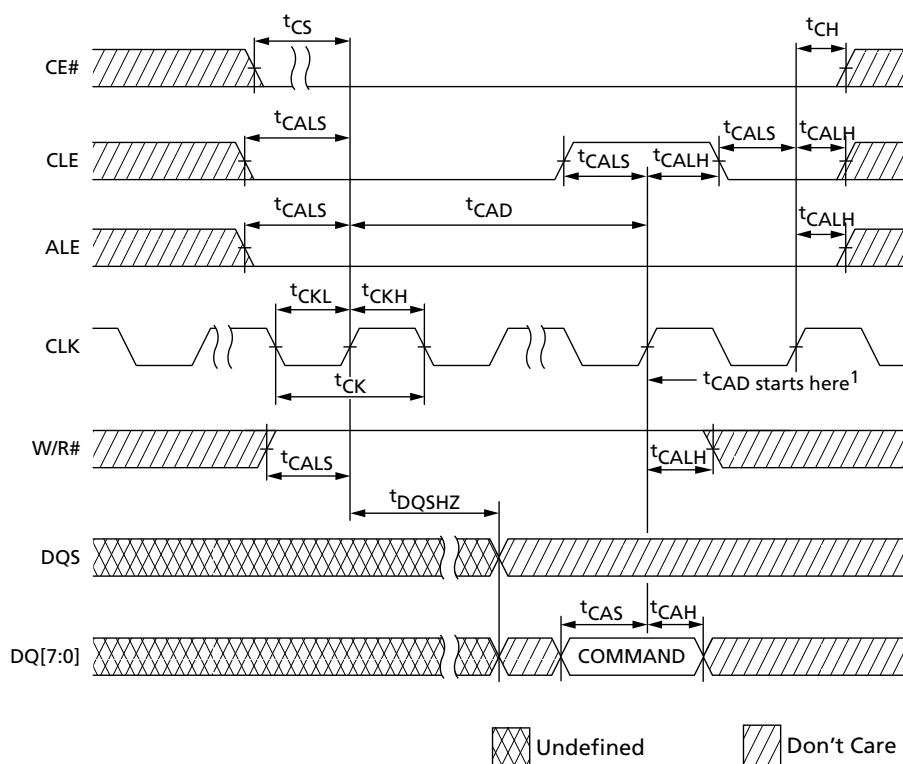 tCS
tCH
CE#
tCALS
tCALS
tCALH
tCALS
tCALH
CLE
tCALS
tCAD
tCALH
ALE
tCKL
tCKH
CLK
tCK
tCAD starts here1
W/R#
tCALS
tCALH
tDQSHZ
DQS
tCAS
tCAH
DQ[7:0]
COMMAND
Undefined
Don't Care